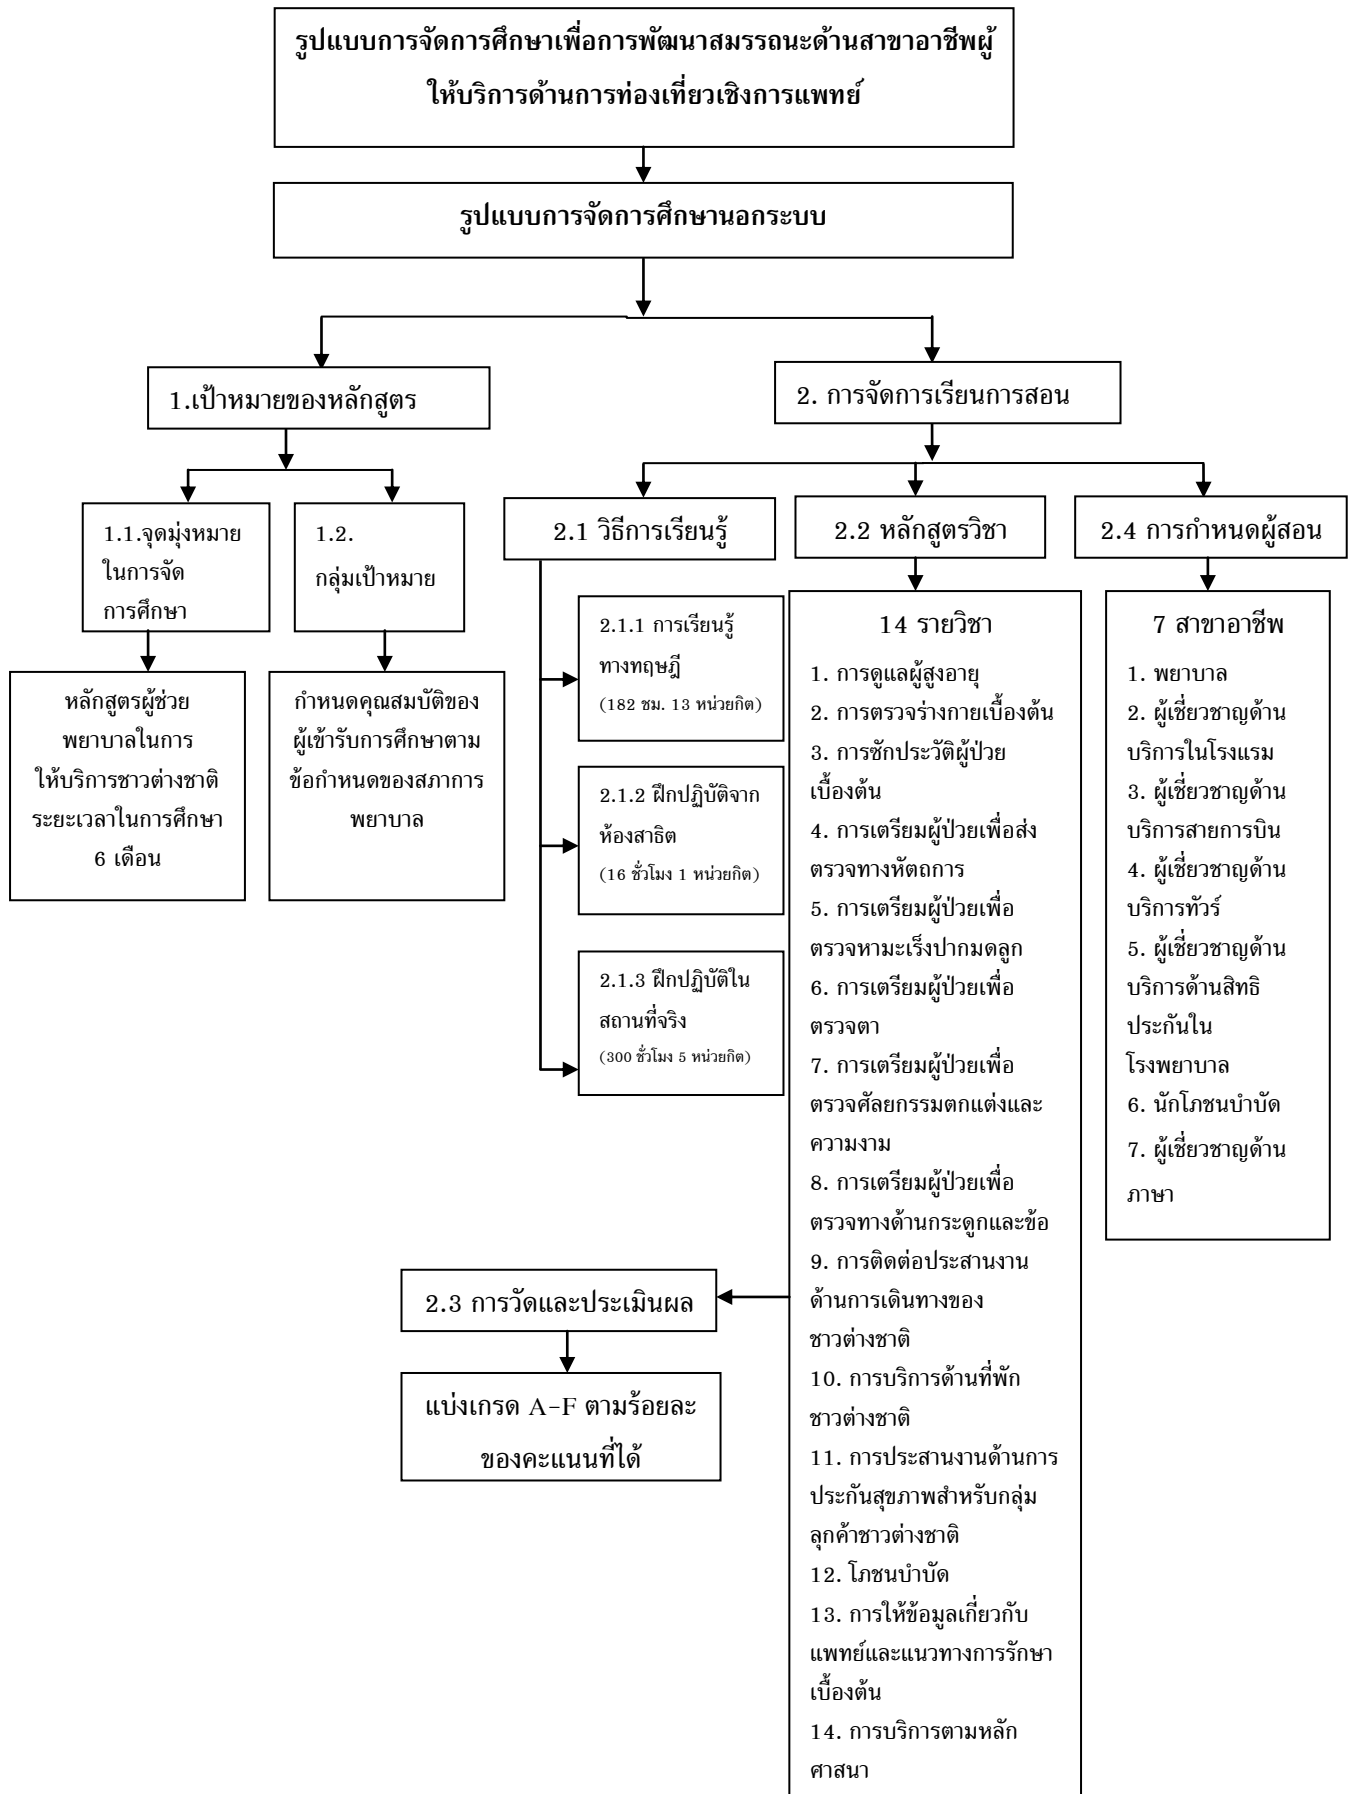 รูปแบบการจัดการศึกษาเพื่อการพัฒนาสมรรถนะด้านสาขาอาชีพผู้
ให้บริการด้านการท่องเที่ยวเชิงการแพทย์
รูปแบบการจัดการศึกษานอกระบบ
1.เป้าหมายของหลักสูตร
2. การจัดการเรียนการสอน
1.1.จุดมุ่งหมาย
ในการจัด
การศึกษา
1.2.
กลุ่มเป้าหมาย
หลักสูตรผู้ช่วย
พยาบาลในการ
ให้บริการชาวต่างชาติ
ระยะเวลาในการศึกษา
6 เดือน
กำหนดคุณสมบัติของ
ผู้เข้ารับการศึกษาตาม
ข้อกำหนดของสภาการ
พยาบาล
2.1 วิธีการเรียนรู้
2.1.1 การเรียนรู้
ทางทฤษฎี
(182 ชม. 13 หน่วยกิต)
2.1.2 ฝึกปฏิบัติจาก
ห้องสาธิต
(16 ชั่วโมง 1 หน่วยกิต)
2.1.3 ฝึกปฏิบัติใน
สถานที่จริง
(300 ชั่วโมง 5 หน่วยกิต)
2.2 หลักสูตรวิชา
14 รายวิชา
1. การดูแลผู้สูงอายุ
2. การตรวจร่างกายเบื้องต้น
3. การซักประวัติผู้ป่วย
เบื้องต้น
4. การเตรียมผู้ป่วยเพื่อส่ง
ตรวจทางหัตถการ
5. การเตรียมผู้ป่วยเพื่อ
ตรวจหามะเร็งปากมดลูก
6. การเตรียมผู้ป่วยเพื่อ
ตรวจตา
7. การเตรียมผู้ป่วยเพื่อ
ตรวจศัลยกรรมตกแต่งและ
ความงาม
8. การเตรียมผู้ป่วยเพื่อ
ตรวจทางด้านกระดูกและข้อ
9. การติดต่อประสานงาน
ด้านการเดินทางของ
ชาวต่างชาติ
10. การบริการด้านที่พัก
ชาวต่างชาติ
11. การประสานงานด้านการ
ประกันสุขภาพสำหรับกลุ่ม
ลูกค้าชาวต่างชาติ
12. โภชนบำบัด
13. การให้ข้อมูลเกี่ยวกับ
แพทย์และแนวทางการรักษา
เบื้องต้น
14. การบริการตามหลัก
ศาสนา
2.3 การวัดและประเมินผล
แบ่งเกรด A-F ตามร้อยละ
ของคะแนนที่ได้
2.4 การกำหนดผู้สอน
7 สาขาอาชีพ
1. พยาบาล
2. ผู้เชี่ยวชาญด้าน
บริการในโรงแรม
3. ผู้เชี่ยวชาญด้าน
บริการสายการบิน
4. ผู้เชี่ยวชาญด้าน
บริการทัวร์
5. ผู้เชี่ยวชาญด้าน
บริการด้านสิทธิ
ประกันใน
โรงพยาบาล
6. นักโภชนบำบัด
7. ผู้เชี่ยวชาญด้าน
ภาษา